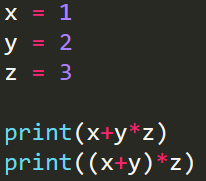 x = 1
y = 2
z = 3

print(x+y*z)
print((x+y)*z)